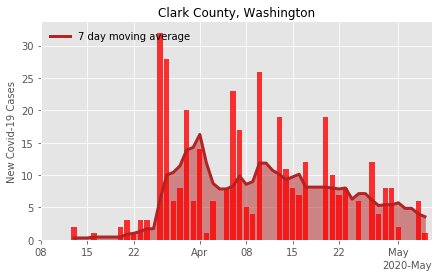 Clark County, Washington
7 day moving average
New Covid-19 Cases
30
25
20
15
10
5
0
08 15 22 Apr 08 15 22 May
2020-May